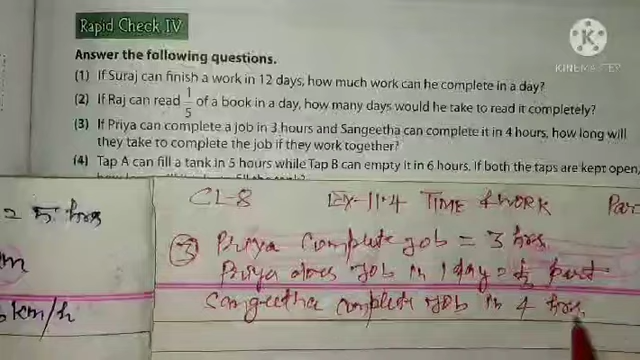 Rapid Check IV
KINEMASTER
Answer the following questions.
(1) If Suraj can finish a work in 12 days, how much work can he complete in a day?
(2) If Raj can read 1/5 of a book in a day, how many days would he take to read it completely?
(3) If Priya can complete a job in 3 hours and Sangeetha can complete it in 4 hours, how long will
they take to complete the job if they work together?
(4) Tap A can fill a tank in 5 hours while Tap B can empty it in 6 hours. If both the taps are kept open,
CL-8 EX-11.4 TIME & WORK Par
= 5 hrs
(3) Priya complete job = 3 hrs.
m
Priya does job in 1 day = 1/3 part
km/h
Sangeetha complete job in 4 hrs.